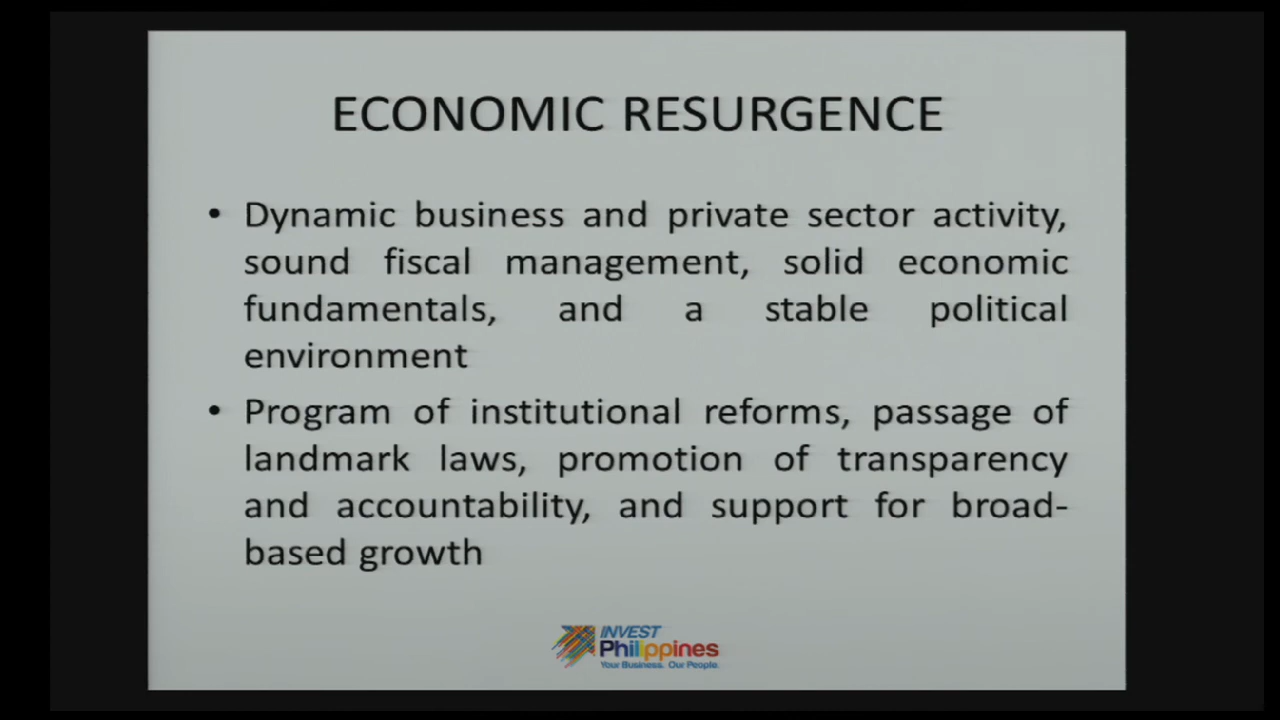 ECONOMIC RESURGENCE
• Dynamic business and private sector activity,
sound fiscal management, solid economic
fundamentals, and a stable political
environment
• Program of institutional reforms, passage of
landmark laws, promotion of transparency
and accountability, and support for broad-
based growth
INVEST
Philippines
Your Business. Our People.